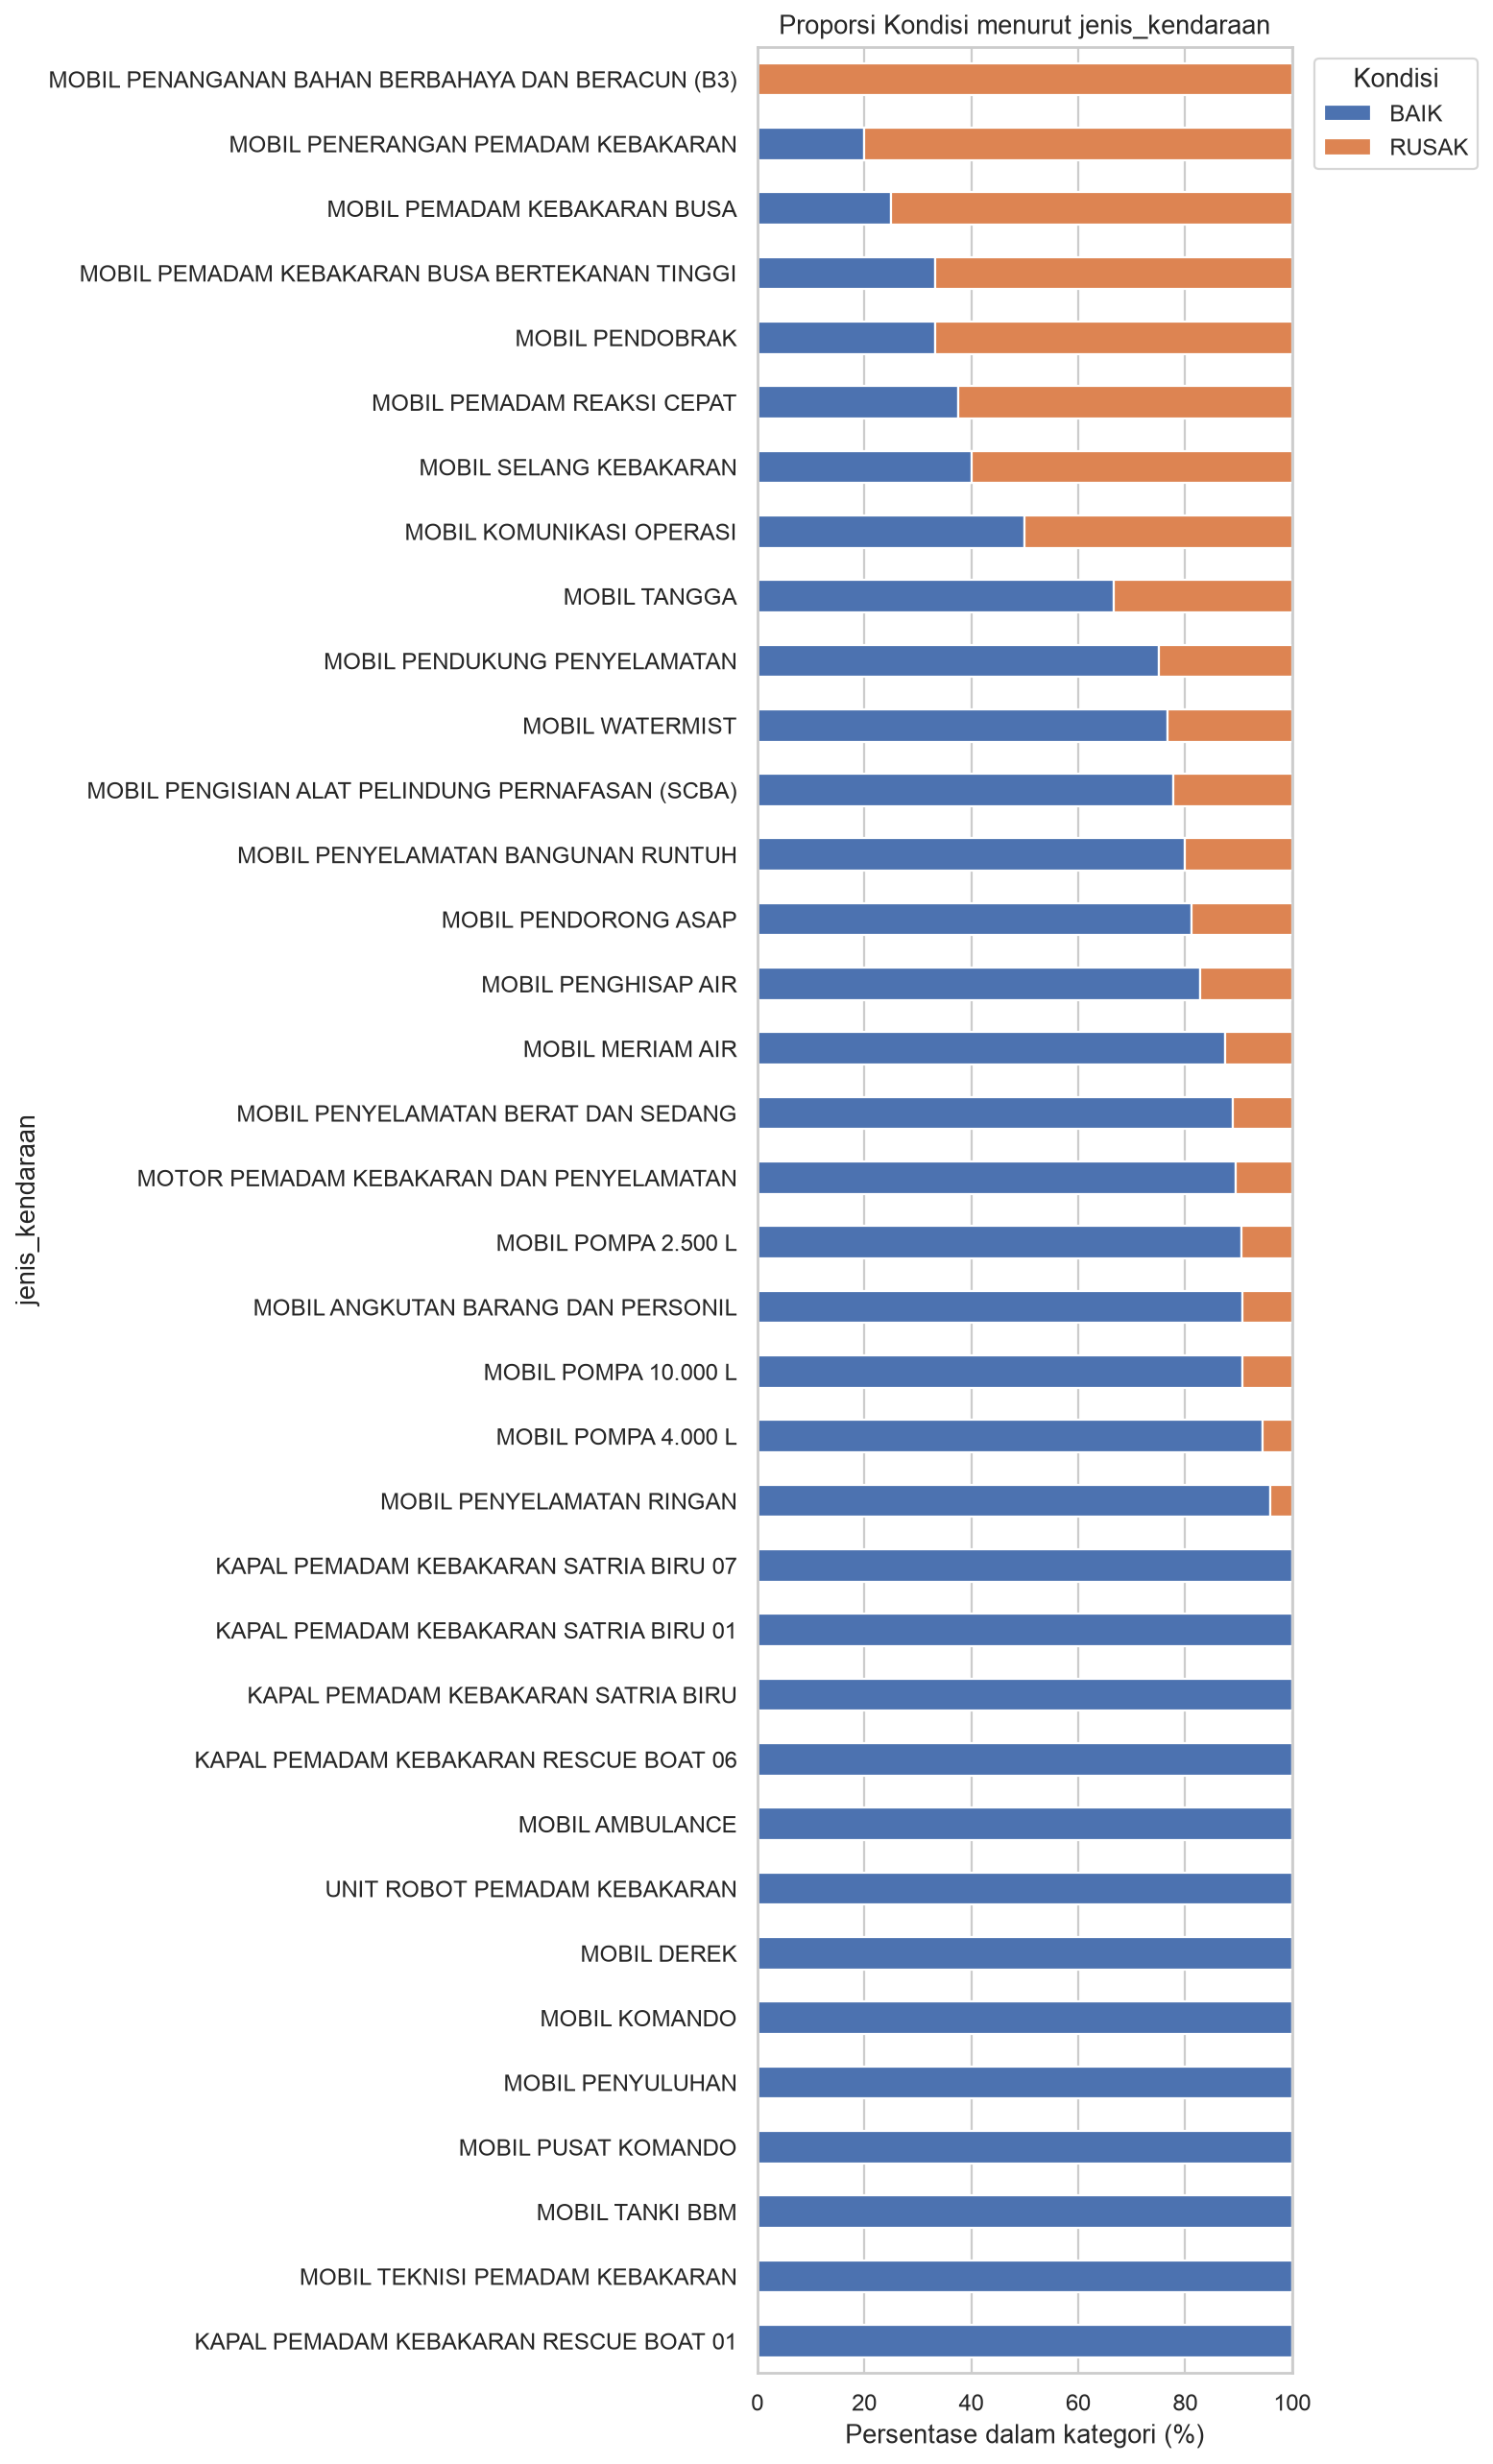 Proporsi Kondisi menurut jenis_kendaraan
Kondisi
BAIK
RUSAK
jenis_kendaraan
MOBIL PENANGANAN BAHAN BERBAHAYA DAN BERACUN (B3)
MOBIL PENERANGAN PEMADAM KEBAKARAN
MOBIL PEMADAM KEBAKARAN BUSA
MOBIL PEMADAM KEBAKARAN BUSA BERTEKANAN TINGGI
MOBIL PENDOBRAK
MOBIL PEMADAM REAKSI CEPAT
MOBIL SELANG KEBAKARAN
MOBIL KOMUNIKASI OPERASI
MOBIL TANGGA
MOBIL PENDUKUNG PENYELAMATAN
MOBIL WATERMIST
MOBIL PENGISIAN ALAT PELINDUNG PERNAFASAN (SCBA)
MOBIL PENYELAMATAN BANGUNAN RUNTUH
MOBIL PENDORONG ASAP
MOBIL PENGHISAP AIR
MOBIL MERIAM AIR
MOBIL PENYELAMATAN BERAT DAN SEDANG
MOTOR PEMADAM KEBAKARAN DAN PENYELAMATAN
MOBIL POMPA 2.500 L
MOBIL ANGKUTAN BARANG DAN PERSONIL
MOBIL POMPA 10.000 L
MOBIL POMPA 4.000 L
MOBIL PENYELAMATAN RINGAN
KAPAL PEMADAM KEBAKARAN SATRIA BIRU 07
KAPAL PEMADAM KEBAKARAN SATRIA BIRU 01
KAPAL PEMADAM KEBAKARAN SATRIA BIRU
KAPAL PEMADAM KEBAKARAN RESCUE BOAT 06
MOBIL AMBULANCE
UNIT ROBOT PEMADAM KEBAKARAN
MOBIL DEREK
MOBIL KOMANDO
MOBIL PENYULUHAN
MOBIL PUSAT KOMANDO
MOBIL TANKI BBM
MOBIL TEKNISI PEMADAM KEBAKARAN
KAPAL PEMADAM KEBAKARAN RESCUE BOAT 01
0 20 40 60 80 100
Persentase dalam kategori (%)